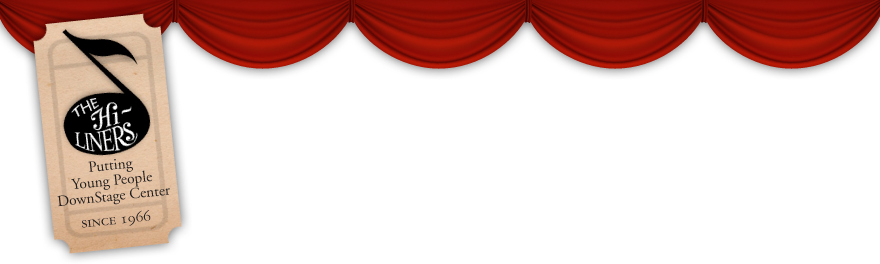 THE
Hi-
LINERS
Putting
Young People
DownStage Center
SINCE 1966